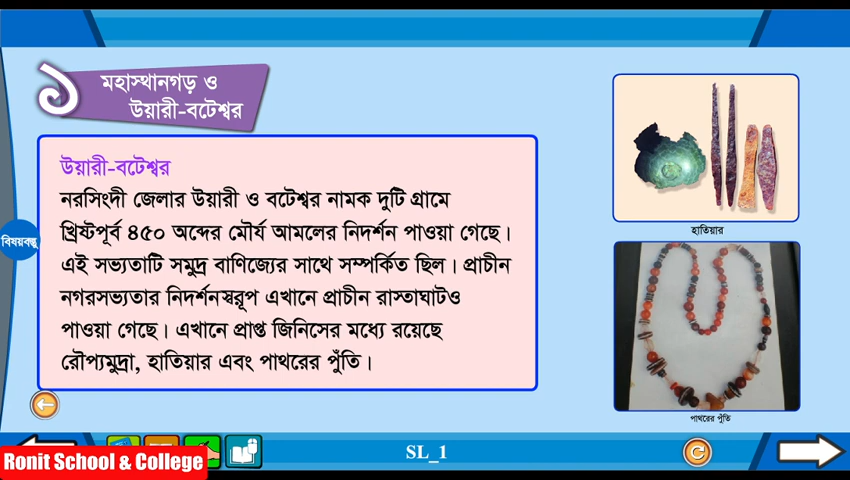 ১
মহাস্থানগড় ও
উয়ারী-বটেশ্বর
উয়ারী-বটেশ্বর
নরসিংদী জেলার উয়ারী ও বটেশ্বর নামক দুটি গ্রামে
খ্রিষ্টপূর্ব ৪৫০ অব্দের মৌর্য আমলের নিদর্শন পাওয়া গেছে।
এই সভ্যতাটি সমুদ্র বাণিজ্যের সাথে সম্পর্কিত ছিল। প্রাচীন
নগরসভ্যতার নিদর্শনস্বরূপ এখানে প্রাচীন রাস্তাঘাটও
পাওয়া গেছে। এখানে প্রাপ্ত জিনিসের মধ্যে রয়েছে
রৌপ্যমুদ্রা, হাতিয়ার এবং পাথরের পুঁতি।
বিষয়বস্তু
হাতিয়ার
পাথরের পুঁতি
SL_1
Ronit School & College